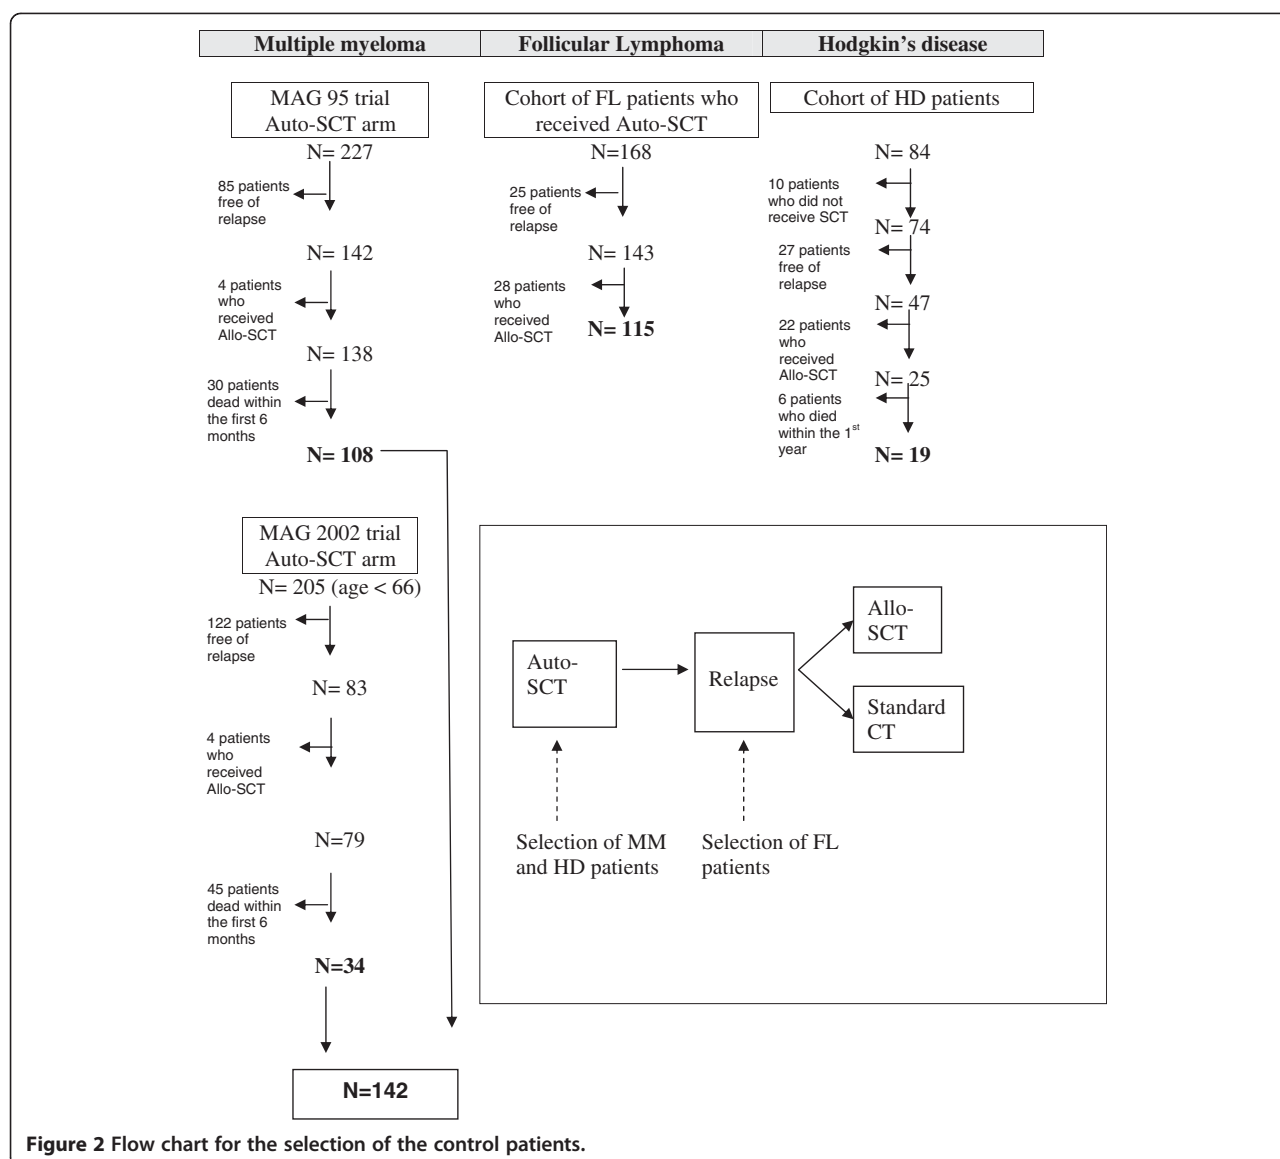 Multiple myeloma
Follicular Lymphoma
Hodgkin's disease
MAG 95 trial
Auto-SCT arm
N= 227
85 patients
free of
relapse
N= 142
4 patients
who
received
Allo-SCT
N= 138
30 patients
dead within
the first 6
months
N= 108
MAG 2002 trial
Auto-SCT arm
N= 205 (age < 66)
122 patients
free of
relapse
N= 83
4 patients
who
received
Allo-SCT
N=79
45 patients
dead within
the first 6
months
N=34
N=142
Cohort of FL patients who
received Auto-SCT
N=168
25 patients
free of
relapse
N= 143
28 patients
who
received
Allo-SCT
N= 115
Cohort of HD patients
N= 84
10 patients
who did not
receive SCT
N= 74
27 patients
free of
relapse
N= 47
22 patients
who
received
Allo-SCT
N= 25
6 patients
who died
within the 1st
year
N= 19
Auto-
SCT
Relapse
Allo-
SCT
Standard
CT
Selection of MM
and HD patients
Selection of FL
patients
Figure 2 Flow chart for the selection of the control patients.